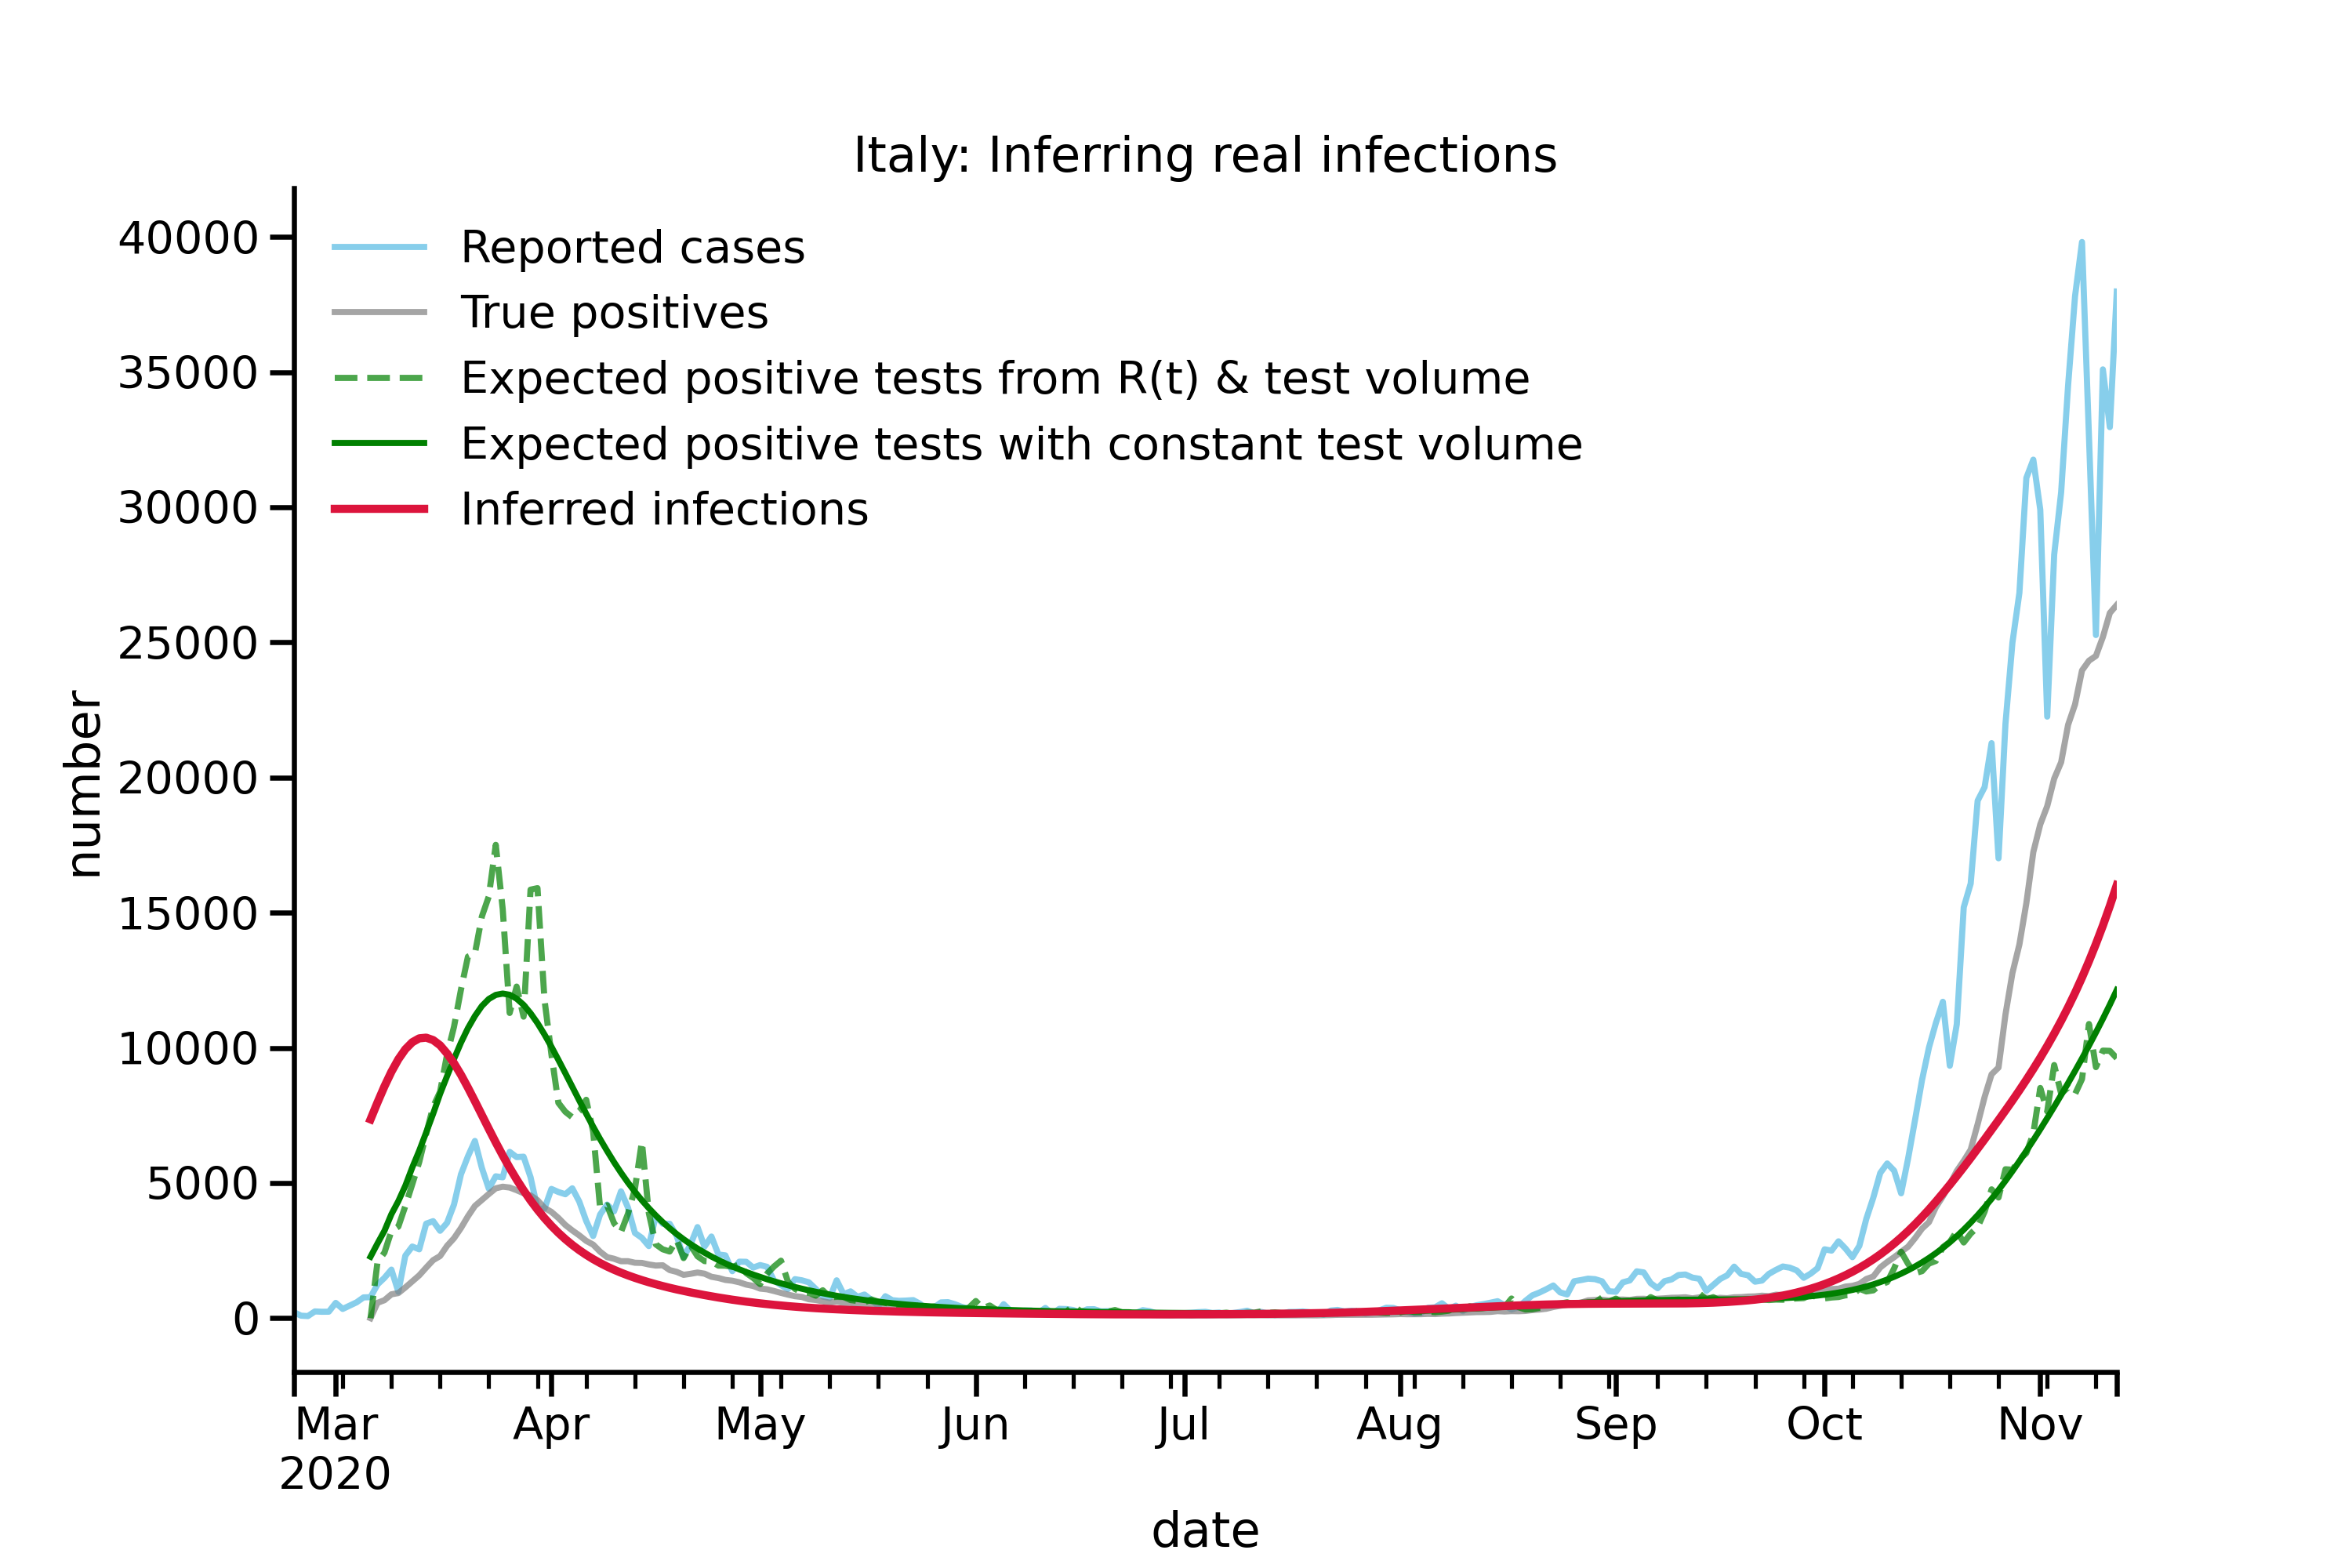 Italy: Inferring real infections
40000
35000
30000
25000
20000
15000
10000
5000
0
number
Reported cases
True positives
Expected positive tests from R(t) & test volume
Expected positive tests with constant test volume
Inferred infections
Mar Apr May Jun Jul Aug Sep Oct Nov
2020
date